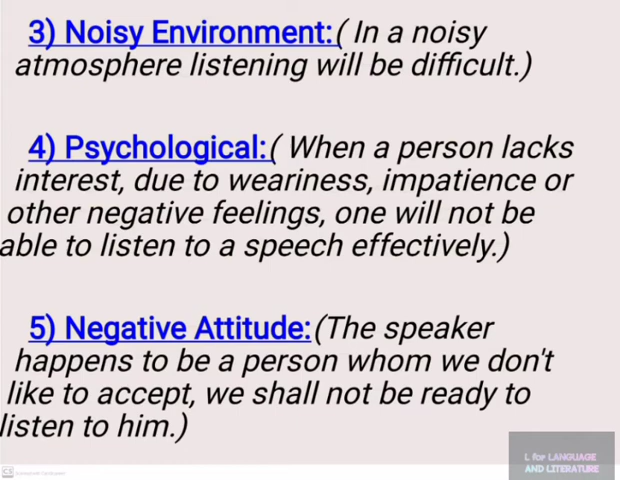 3) Noisy Environment:( In a noisy
atmosphere listening will be difficult.)
4) Psychological:( When a person lacks
interest, due to weariness, impatience or
other negative feelings, one will not be
able to listen to a speech effectively.)
5) Negative Attitude:(The speaker
happens to be a person whom we don't
like to accept, we shall not be ready to
listen to him.)
L for LANGUAGE
AND LITERATURE
CS